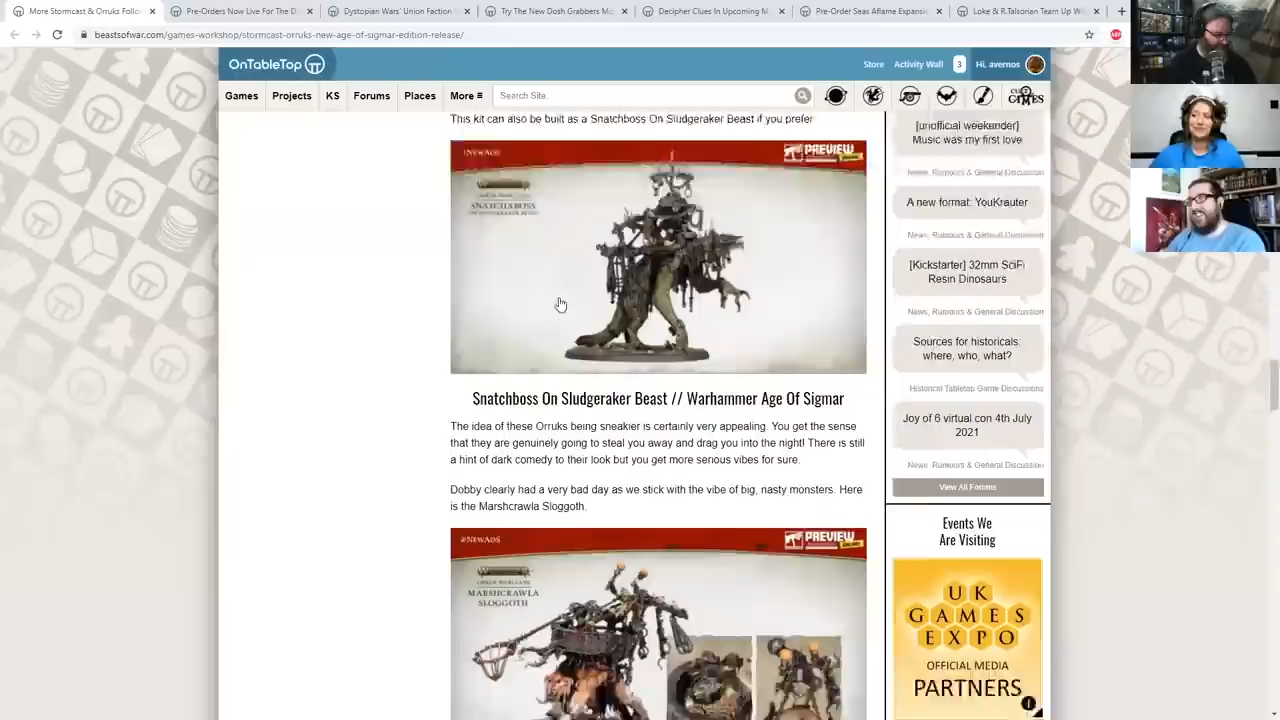 More Stormcast & Orruks Follo
Pre-Orders Now Live For The D
Dystopian Wars' Union Faction
Try The New Dosh Grabbers Mo
Decipher Clues In Upcoming M
Pre-Order Seas Aflame Expansi
Loke & R.Talsorian Team Up Wi
beastsofwar.com/games-workshop/stormcast-orruks-new-age-of-sigmar-edition-release/
OnTableTop
Store
Activity Wall
3
Hi, avernos
Games
Projects
KS
Forums
Places
More
Search Site.
GAMES
This kit can also be built as a Snatchboss On Sludgeraker Beast if you prefer
PREVIEW
SNATCHABOSS
Snatchboss On Sludgeraker Beast // Warhammer Age Of Sigmar
The idea of these Orruks being sneakier is certainly very appealing. You get the sense
that they are genuinely going to steal you away and drag you into the night! There is still
a hint of dark comedy to their look but you get more serious vibes for sure.
Dobby clearly had a very bad day as we stick with the vibe of big, nasty monsters. Here
is the Marshcrawla Sloggoth.
#NewAoS
PREVIEW
ORRUK WARCLANS
MARSHCRAWLA
SLOGGOTH
[unofficial weekender]
Music was my first love
News, Rumours & General Discussion
A new format: YouKrauter
News, Rumours & General Discussion
[Kickstarter] 32mm SciFi
Resin Dinosaurs
News, Rumours & General Discussion
Sources for historicals:
where, who, what?
Historical Tabletop Game Discussions
Joy of 6 virtual con 4th July
2021
News, Rumours & General Discussion
View All Forums
Events We
Are Visiting
UK
GAMES
EXPO
OFFICIAL MEDIA
PARTNERS